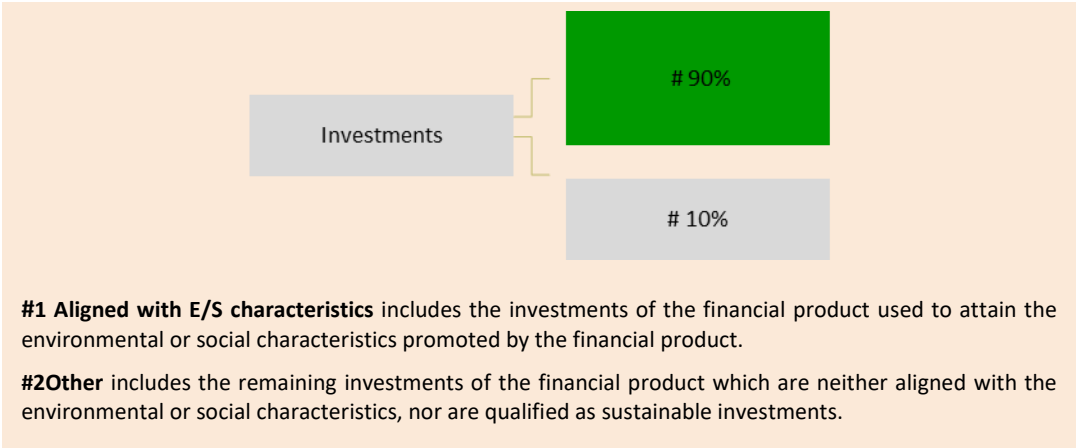 # 90%
Investments
# 10%
#1 Aligned with E/S characteristics includes the investments of the financial product used to attain the
environmental or social characteristics promoted by the financial product.
#2Other includes the remaining investments of the financial product which are neither aligned with the
environmental or social characteristics, nor are qualified as sustainable investments.